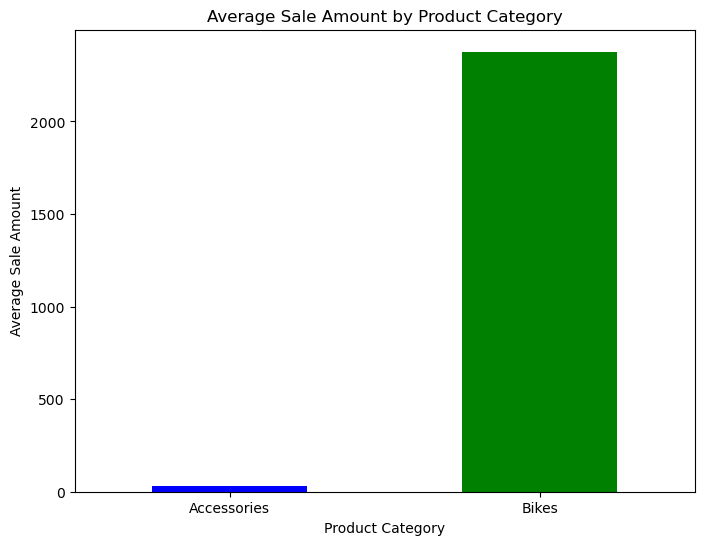 Average Sale Amount by Product Category
Average Sale Amount
2000
1500
1000
500
0
Accessories
Bikes
Product Category